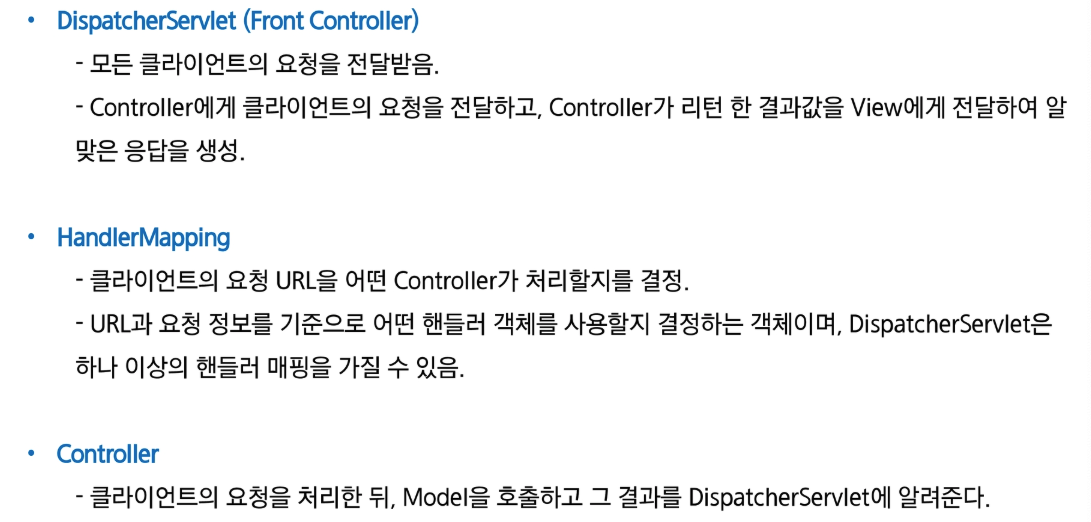 • DispatcherServlet (Front Controller)
- 모든 클라이언트의 요청을 전달받음.
- Controller에게 클라이언트의 요청을 전달하고, Controller가 리턴 한 결과값을 View에게 전달하여 알
맞은 응답을 생성.
• HandlerMapping
- 클라이언트의 요청 URL을 어떤 Controller가 처리할지를 결정.
- URL과 요청 정보를 기준으로 어떤 핸들러 객체를 사용할지 결정하는 객체이며, DispatcherServlet은
하나 이상의 핸들러 매핑을 가질 수 있음.
• Controller
- 클라이언트의 요청을 처리한 뒤, Model을 호출하고 그 결과를 DispatcherServlet에 알려준다.